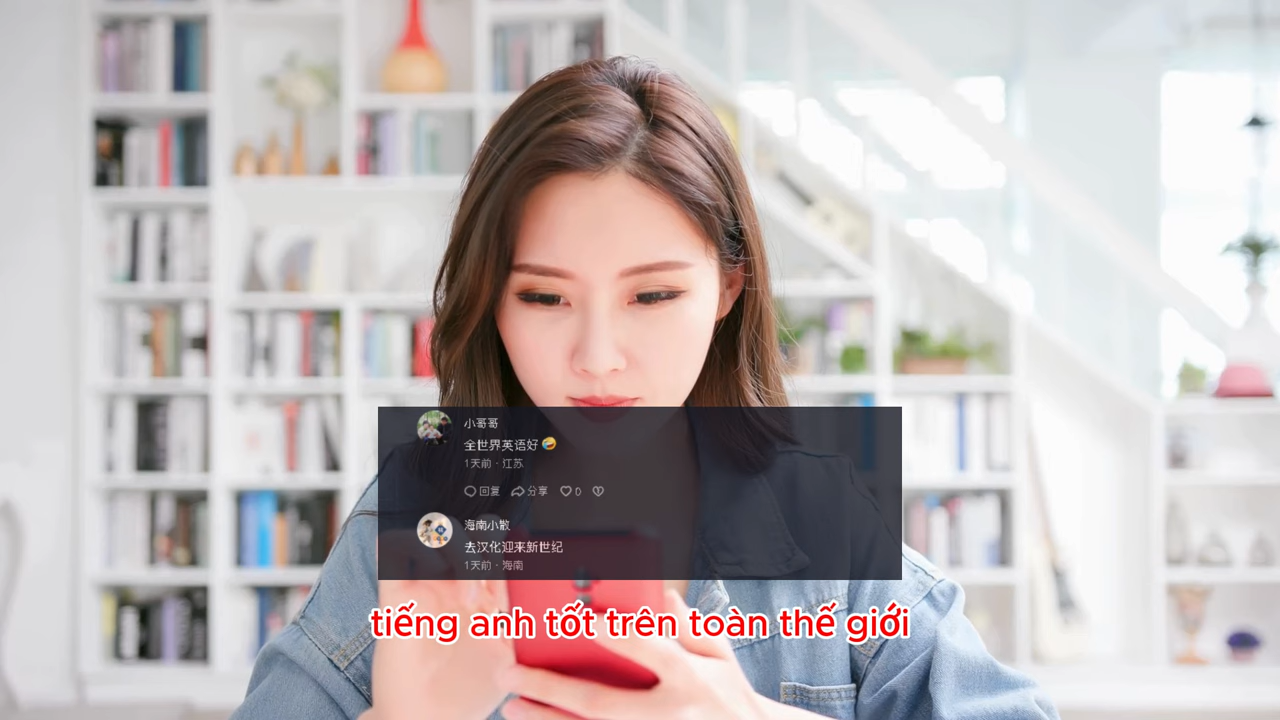 小哥哥
全世界英语好🤣
1天前 · 江苏
回复 分享 0
海南小散
去汉化迎来新世纪
1天前 · 海南
tiếng anh tốt trên toàn thế giới